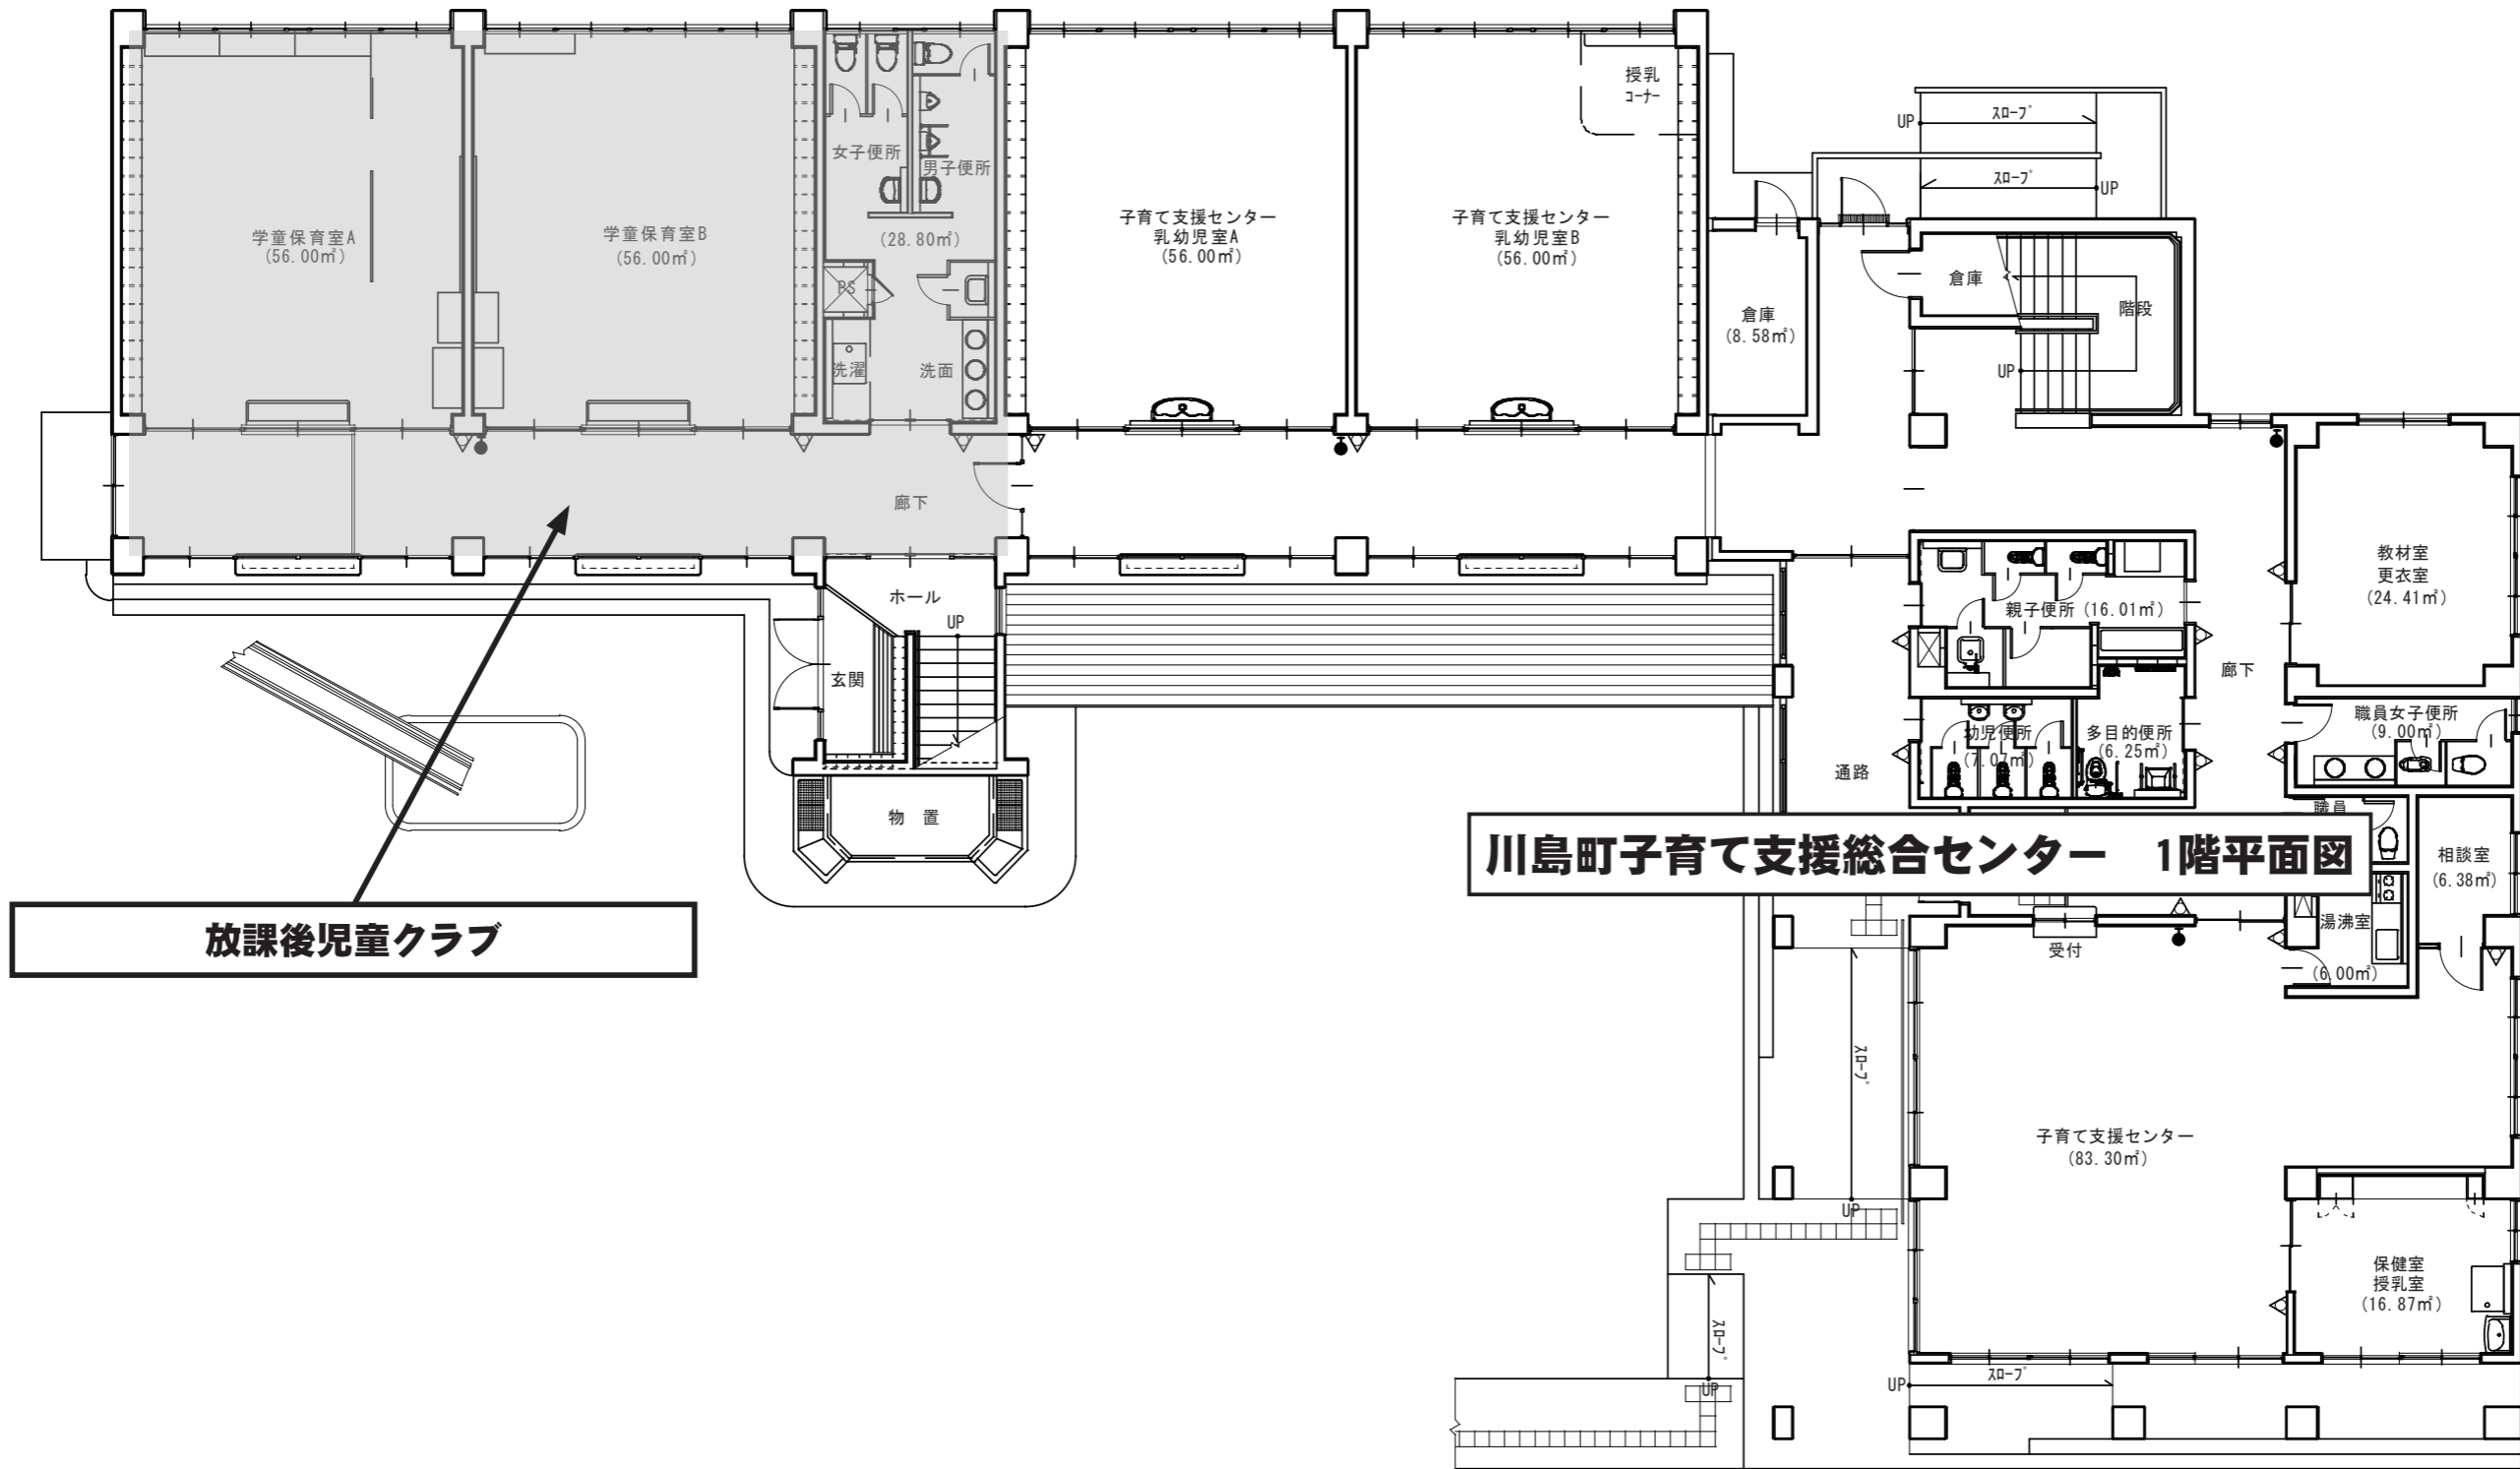 授乳
コーナー
UP
スロープ
スロープ
UP
女子便所
男子便所
学童保育室A
(56.00㎡)
学童保育室B
(56.00㎡)
(28.80㎡)
子育て支援センター
乳幼児室A
(56.00㎡)
子育て支援センター
乳幼児室B
(56.00㎡)
PS
倉庫
(8.58㎡)
倉庫
階段
UP
洗濯
洗面
廊下
ホール
UP
玄関
物 置
親子便所 (16.01㎡)
教材室
更衣室
(24.41㎡)
廊下
幼児便所
(7.07㎡)
多目的便所
(6.25㎡)
職員女子便所
(9.00㎡)
通路
職員
川島町子育て支援総合センター 1階平面図
相談室
(6.38㎡)
放課後児童クラブ
湯沸室
(6.00㎡)
受付
スロープ
UP
子育て支援センター
(83.30㎡)
保健室
授乳室
(16.87㎡)
スロープ
UP
UP
スロープ